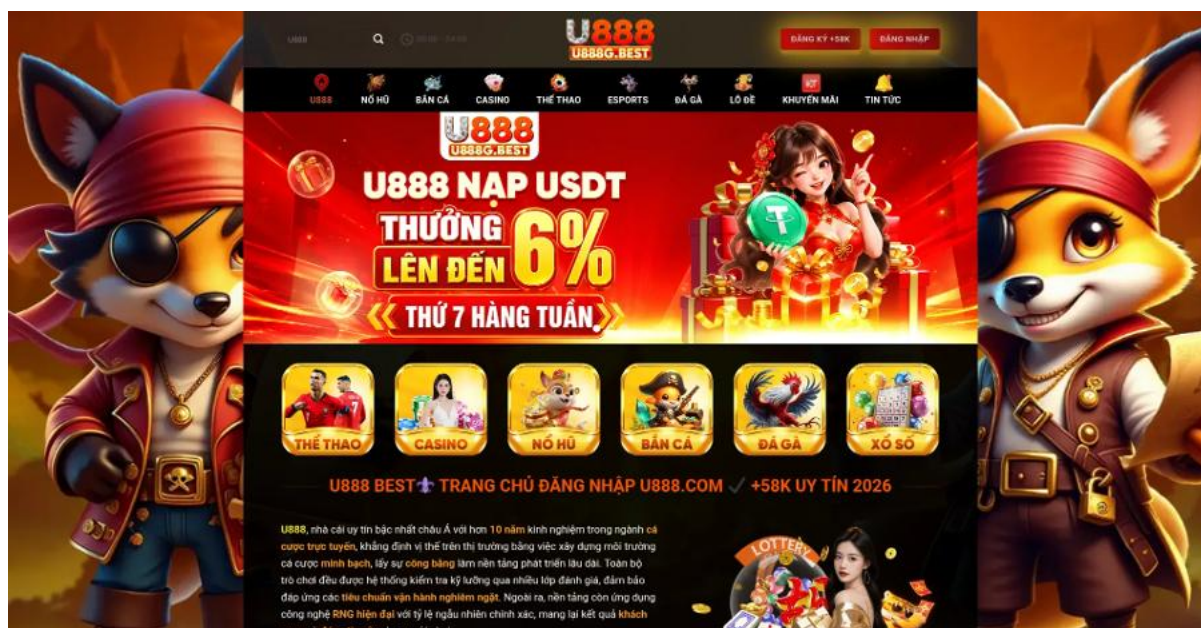 U888
U888
U888G.BEST
ĐĂNG KÝ +58K
ĐĂNG NHẬP
U888
NỔ HŨ
BẮN CÁ
CASINO
THỂ THAO
ESPORTS
ĐÁ GÀ
LÔ ĐỀ
KHUYẾN MÃI
TIN TỨC
U888
U888G.BEST
U888 NẠP USDT
THƯỞNG
LÊN ĐẾN 6%
THỨ 7 HÀNG TUẦN
THỂ THAO
CASINO
NỔ HŨ
BẮN CÁ
ĐÁ GÀ
XỔ SỐ
U888 BEST⚜ TRANG CHỦ ĐĂNG NHẬP U888.COM ✓ +58K UY TÍN 2026
U888, nhà cái uy tín bậc nhất châu Á với hơn 10 năm kinh nghiệm trong ngành cá
cược trực tuyến, khẳng định vị thế trên thị trường bằng việc xây dựng môi trường
cá cược minh bạch, lấy sự công bằng làm nền tảng phát triển lâu dài. Toàn bộ
trò chơi đều được hệ thống kiểm tra kỹ lưỡng qua nhiều lớp đánh giá, đảm bảo
đáp ứng các tiêu chuẩn vận hành nghiêm ngặt. Ngoài ra, nền tảng còn ứng dụng
công nghệ RNG hiện đại với tỷ lệ ngẫu nhiên chính xác, mang lại kết quả khách
LOTTERY